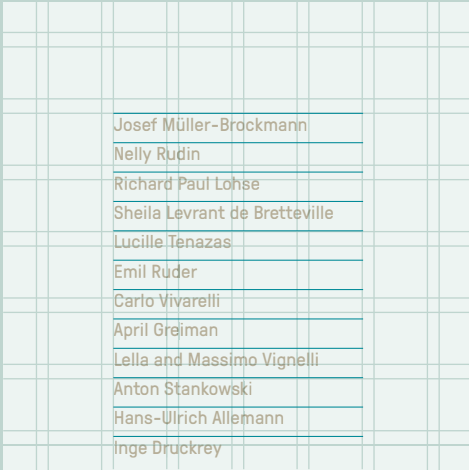 Josef Müller-Brockmann
Nelly Rudin
Richard Paul Lohse
Sheila Levrant de Bretteville
Lucille Tenazas
Emil Ruder
Carlo Vivarelli
April Greiman
Lella and Massimo Vignelli
Anton Stankowski
Hans-Ulrich Allemann
Inge Druckrey